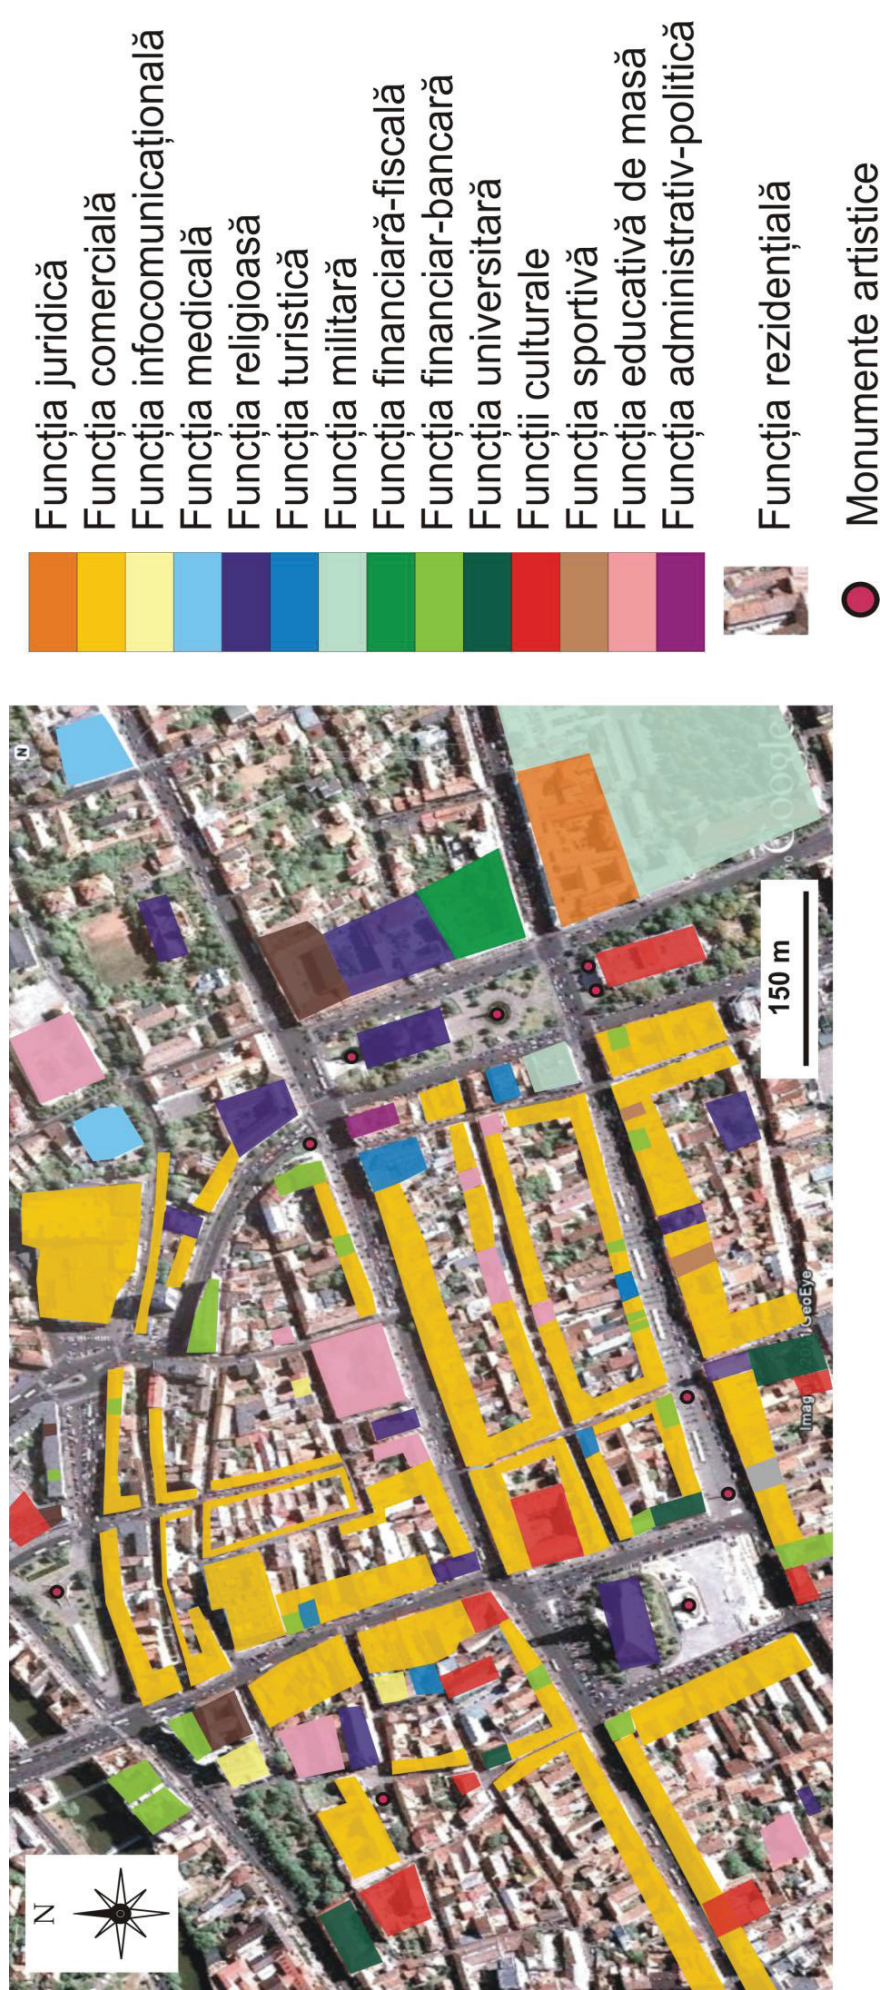 Funcția juridică
Funcția comercială
Funcția infocomunicațională
Funcția medicală
Funcția religioasă
Funcția turistică
Funcția militară
Funcția financiară-fiscală
Funcția financiar-bancară
Funcția universitară
Funcții culturale
Funcția sportivă
Funcția educativă de masă
Funcția administrativ-politică
Funcția rezidențială
Monumente artistice
N
N
150 m
Google
GeoEye